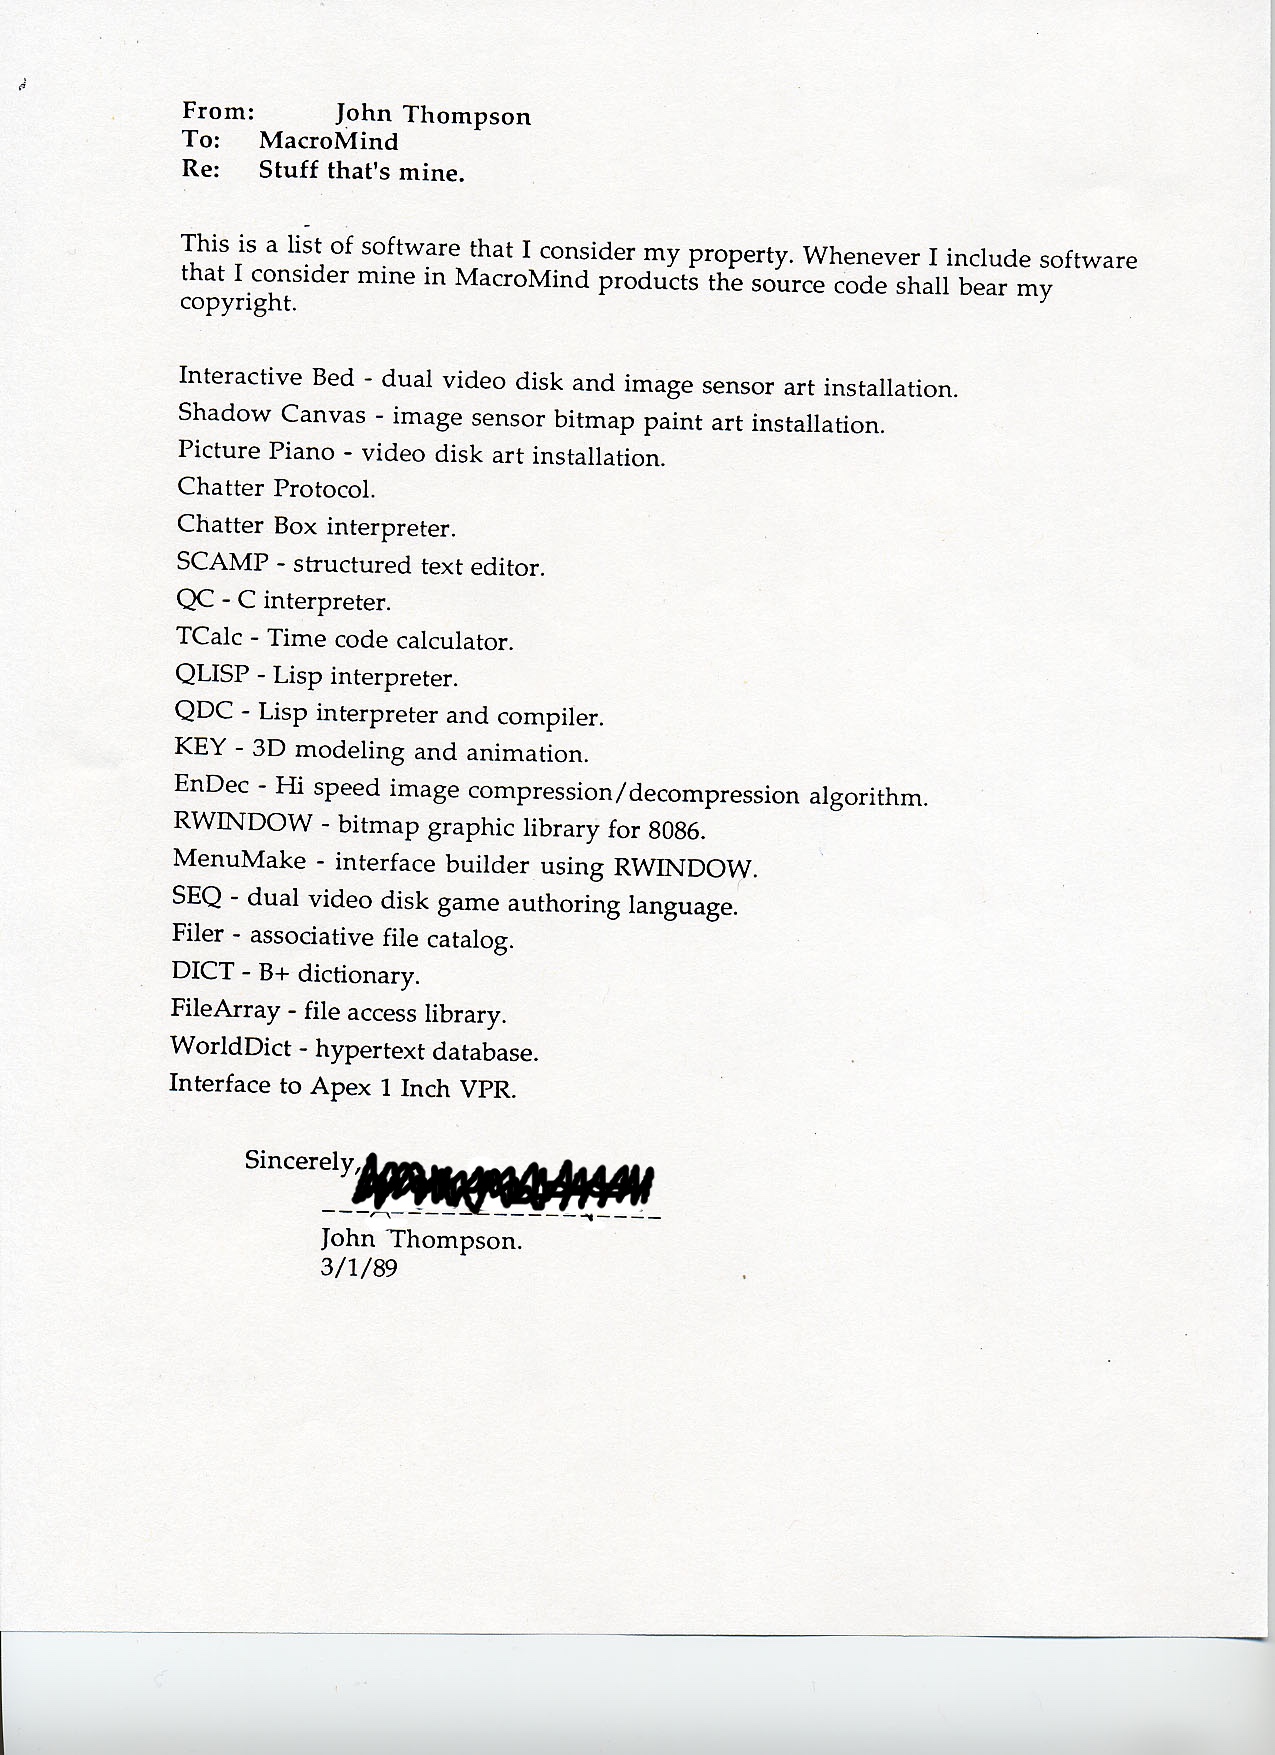 From: John Thompson
To: MacroMind
Re: Stuff that's mine.
This is a list of software that I consider my property. Whenever I include software
that I consider mine in MacroMind products the source code shall bear my
copyright.
Interactive Bed - dual video disk and image sensor art installation.
Shadow Canvas - image sensor bitmap paint art installation.
Picture Piano - video disk art installation.
Chatter Protocol.
Chatter Box interpreter.
SCAMP - structured text editor.
QC - C interpreter.
TCalc - Time code calculator.
QLISP - Lisp interpreter.
QDC - Lisp interpreter and compiler.
KEY - 3D modeling and animation.
EnDec - Hi speed image compression/decompression algorithm.
RWINDOW - bitmap graphic library for 8086.
MenuMake - interface builder using RWINDOW.
SEQ - dual video disk game authoring language.
Filer - associative file catalog.
DICT - B+ dictionary.
FileArray - file access library.
WorldDict - hypertext database.
Interface to Apex 1 Inch VPR.
Sincerely,
John Thompson.
3/1/89